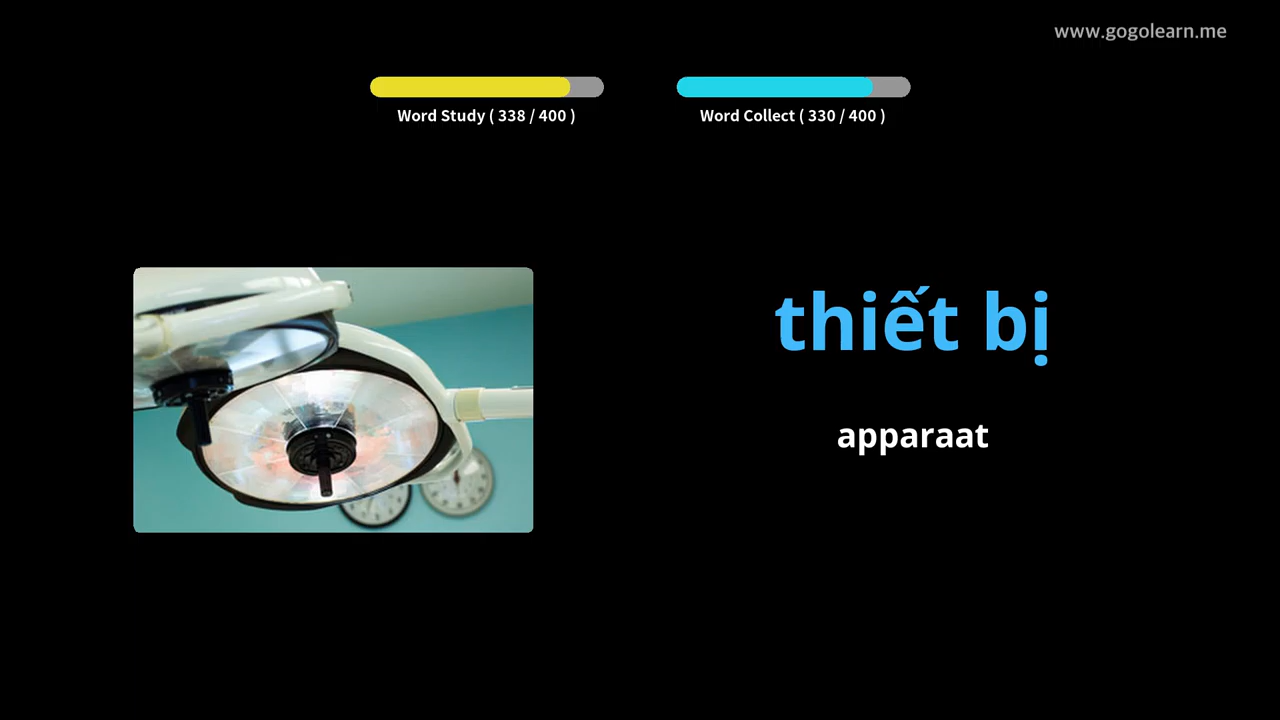 www.gogolearn.me
Word Study ( 338 / 400 )
Word Collect ( 330 / 400 )
thiết bị
apparaat